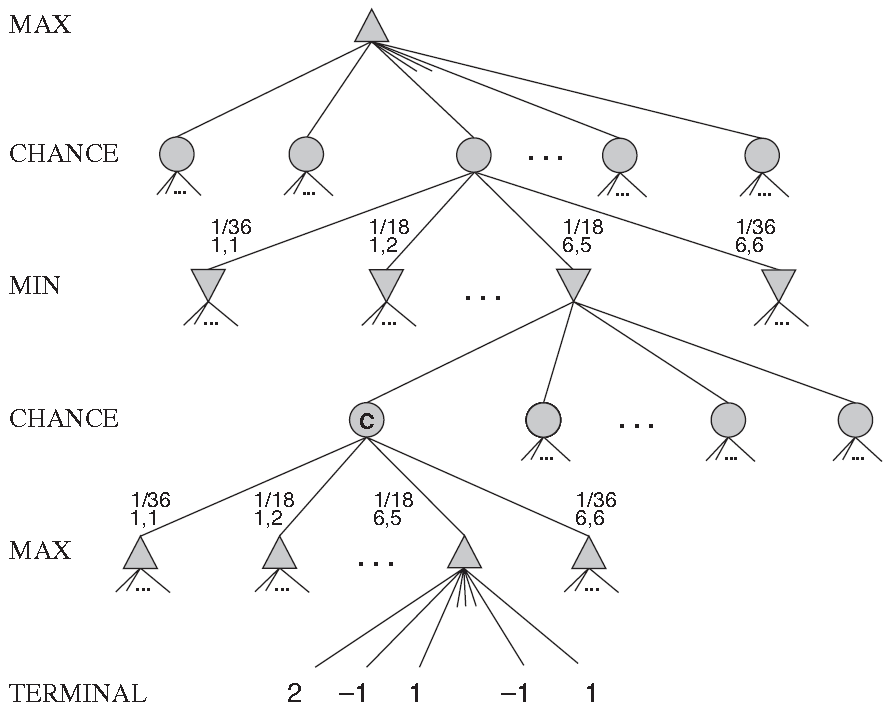 MAX
CHANCE
...
... ... ... ... ...
1/36 1/18 1/18 1/36
1,1 1,2 6,5 6,6
MIN
...
... ... ...
CHANCE
C
...
... ... ...
1/36 1/18 1/18 1/36
1,1 1,2 6,5 6,6
MAX
...
... ... ...
TERMINAL 2 –1 1 –1 1